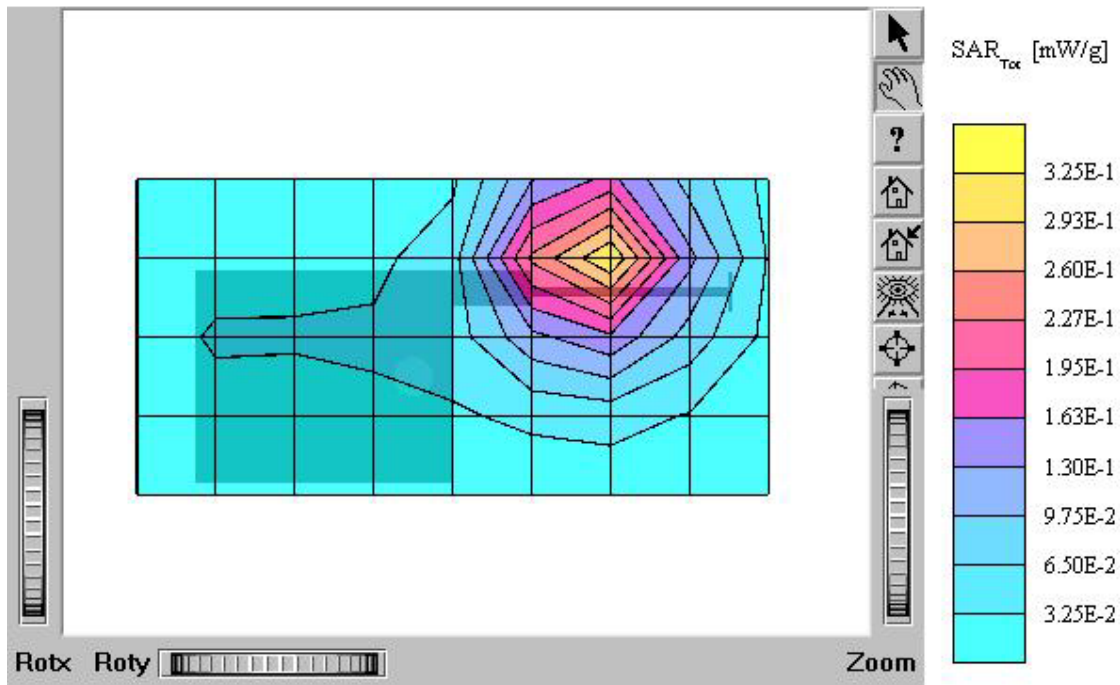 SAR_Tot [mW/g]
?
3.25E-1
2.93E-1
2.60E-1
2.27E-1
1.95E-1
1.63E-1
1.30E-1
9.75E-2
6.50E-2
3.25E-2
Rotx Roty Zoom